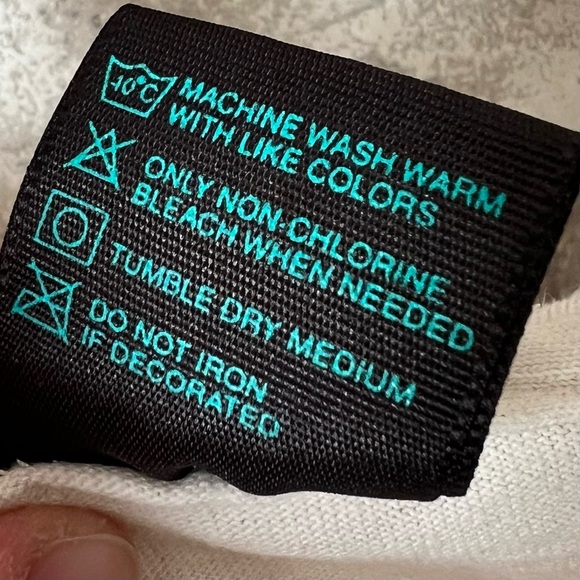 40°C MACHINE WASH WARM
WITH LIKE COLORS
ONLY NON-CHLORINE
BLEACH WHEN NEEDED
TUMBLE DRY MEDIUM
DO NOT IRON
IF DECORATED